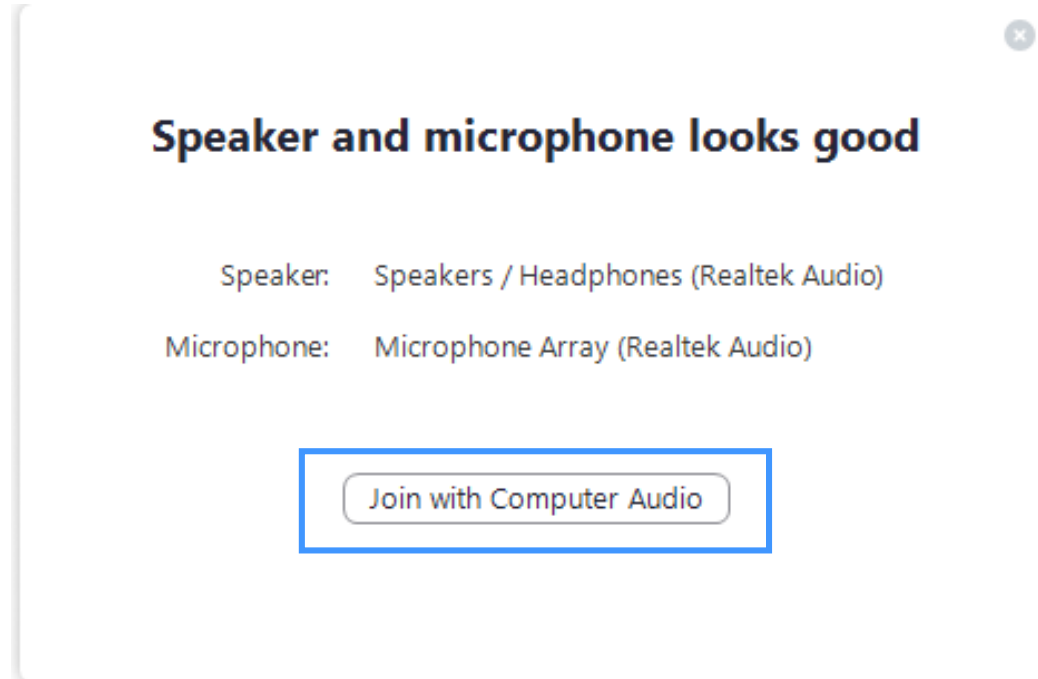 Speaker and microphone looks good
Speaker: Speakers / Headphones (Realtek Audio)
Microphone: Microphone Array (Realtek Audio)
Join with Computer Audio